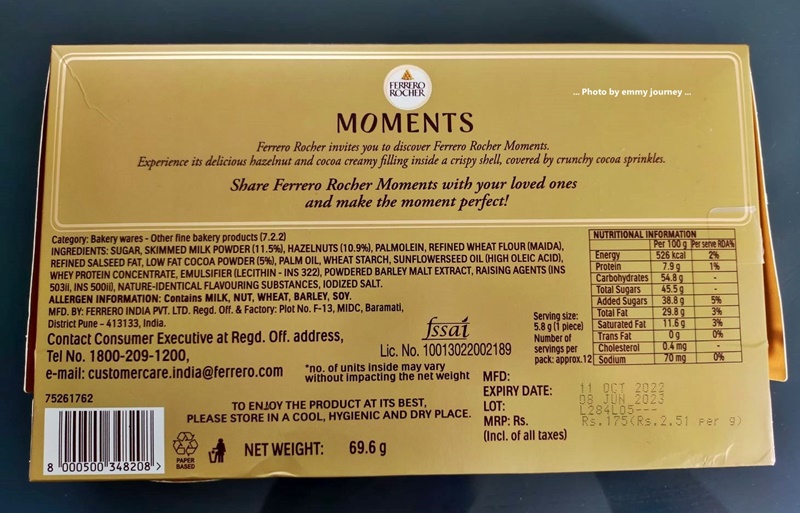 FERRERO
ROCHER
... Photo by emmy journey ...
MOMENTS
Ferrero Rocher invites you to discover Ferrero Rocher Moments.
Experience its delicious hazelnut and cocoa creamy filling inside a crispy shell, covered by crunchy cocoa sprinkles.
Share Ferrero Rocher Moments with your loved ones
and make the moment perfect!
Category: Bakery wares - Other fine bakery products (7.2.2)
INGREDIENTS: SUGAR, SKIMMED MILK POWDER (11.5%), HAZELNUTS (10.9%), PALMOLEIN, REFINED WHEAT FLOUR (MAIDA),
REFINED SALSEED FAT, LOW FAT COCOA POWDER (5%), PALM OIL, WHEAT STARCH, SUNFLOWERSEED OIL (HIGH OLEIC ACID),
WHEY PROTEIN CONCENTRATE, EMULSIFIER (LECITHIN - INS 322), POWDERED BARLEY MALT EXTRACT, RAISING AGENTS (INS
503ii, INS 500ii), NATURE-IDENTICAL FLAVOURING SUBSTANCES, IODIZED SALT.
ALLERGEN INFORMATION: Contains MILK, NUT, WHEAT, BARLEY, SOY.
MFD. BY: FERRERO INDIA PVT. LTD. Regd. Off. & Factory: Plot No. F-13, MIDC, Baramati,
District Pune - 413133, India.
Contact Consumer Executive at Regd. Off. address,
Tel No. 1800-209-1200,
e-mail: customercare.india@ferrero.com
fssai
Lic. No. 10013022002189
*no. of units inside may vary
without impacting the net weight
Serving size:
5.8 g (1 piece)
Number of
servings per
pack: approx.12
NUTRITIONAL INFORMATION
Per 100 g Per serve RDA%
Energy 526 kcal 2%
Protein 7.9 g 1%
Carbohydrates 54.8 g -
Total Sugars 45.5 g -
Added Sugars 38.8 g 5%
Total Fat 29.8 g 3%
Saturated Fat 11.6 g 3%
Trans Fat 0 g 0%
Cholesterol 0.4 mg -
Sodium 70 mg 0%
75261762
8 000500 348208 >
TO ENJOY THE PRODUCT AT ITS BEST,
PLEASE STORE IN A COOL, HYGIENIC AND DRY PLACE.
PAPER
BASED
NET WEIGHT: 69.6 g
MFD: 11 OCT 2022
EXPIRY DATE: 08 JUN 2023
LOT: L284L05---
MRP: Rs. Rs.175(Rs.2.51 per g)
(Incl. of all taxes)